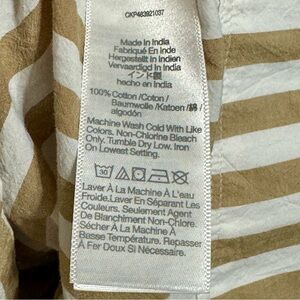 CKP483921037
Made in India
Fabriqué En Inde
Hergestellt in Indien
Vervaardigd In India
インド製
hecho en India
100% Cotton /Coton /
Baumwolle /Katoen / 綿 /
algodón
Machine Wash Cold With Like
Colors. Non-Chlorine Bleach
Only. Tumble Dry Low. Iron
On Lowest Setting.
30
Laver À La Machine À L'eau
Froide.Laver En Séparant Les
Couleurs. Seulement Agent
De Blanchiment Non-Chloric.
Sécher À La Machine À
Basse Température. Repasser
À Fer Doux Si Nécessaire.